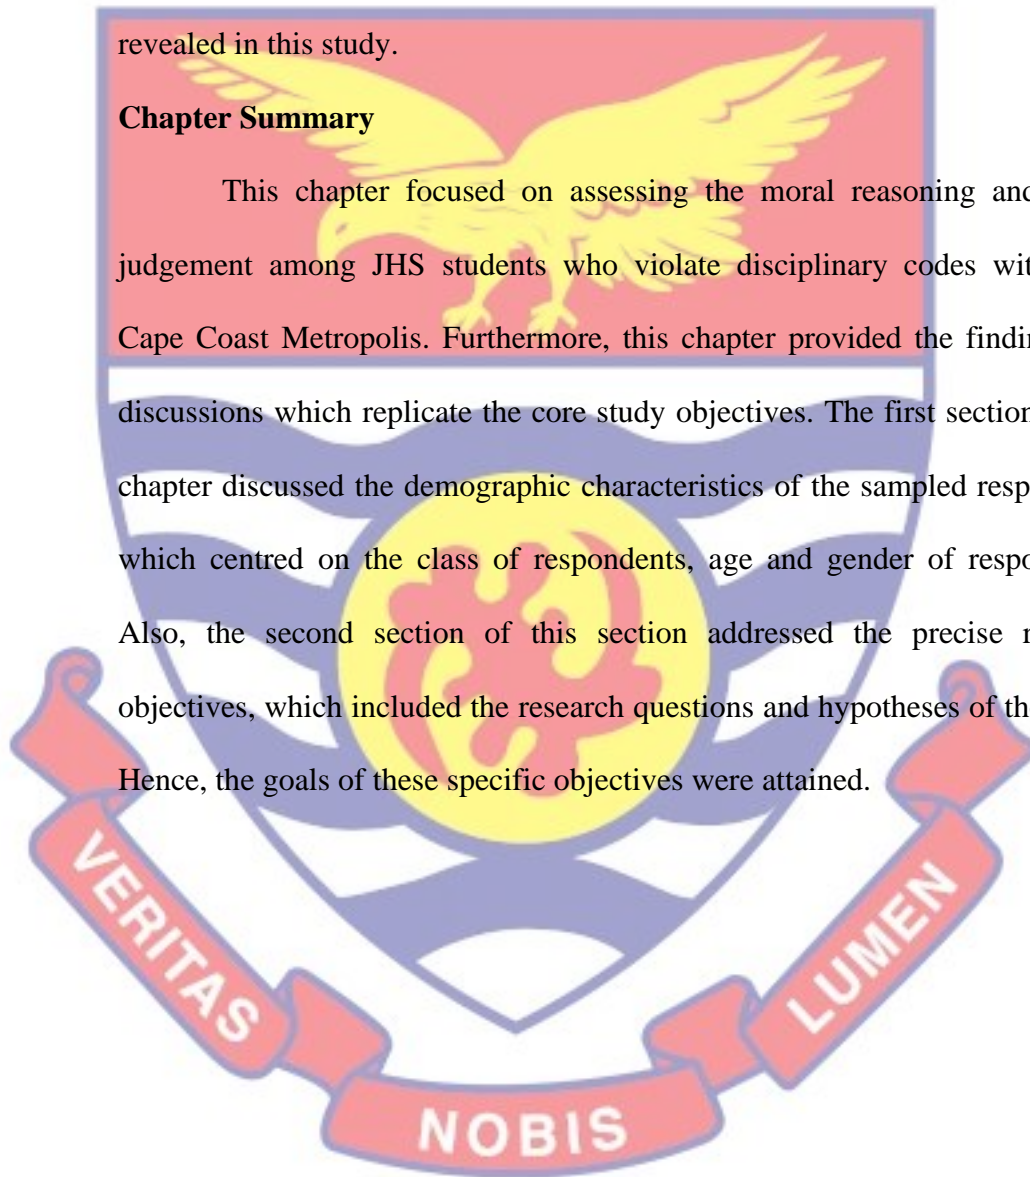 revealed in this study.
Chapter Summary
This chapter focused on assessing the moral reasoning and
judgement among JHS students who violate disciplinary codes wit
Cape Coast Metropolis. Furthermore, this chapter provided the findi
discussions which replicate the core study objectives. The first section
chapter discussed the demographic characteristics of the sampled resp
which centred on the class of respondents, age and gender of respo
Also, the second section of this section addressed the precise r
objectives, which included the research questions and hypotheses of th
Hence, the goals of these specific objectives were attained.
VERITAS
NOBIS
LUMEN